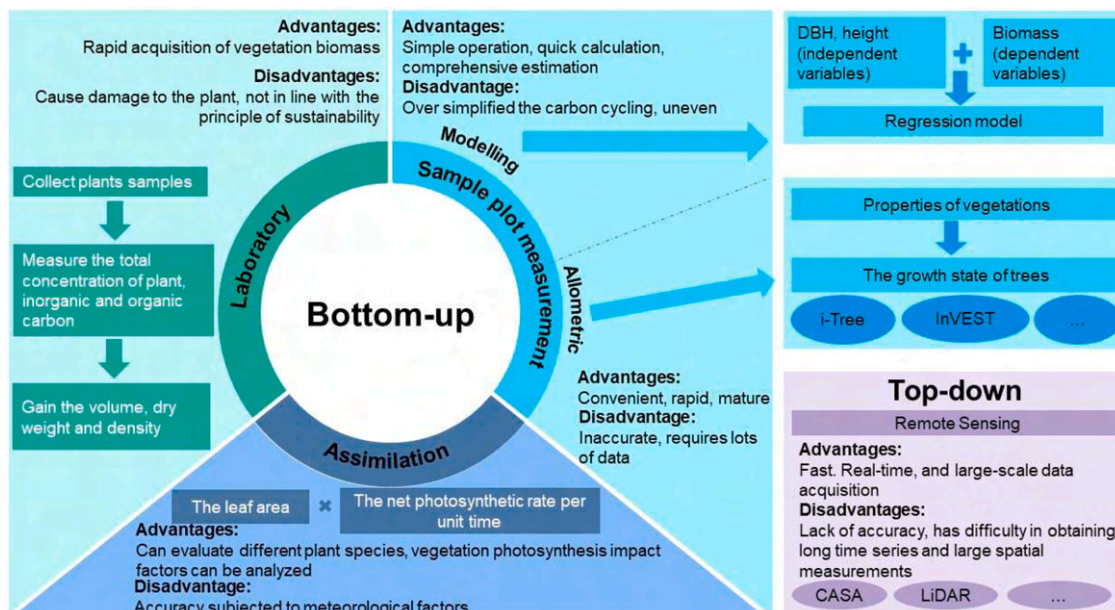 Advantages:
Rapid acquisition of vegetation biomass
Disadvantages:
Cause damage to the plant, not in line with the
principle of sustainability
Advantages:
Simple operation, quick calculation,
comprehensive estimation
Disadvantage:
Over simplified the carbon cycling, uneven
Modelling
Sample plot measurement
Allometric
Laboratory
Bottom-up
Assimilation
Collect plants samples
Measure the total
concentration of plant,
inorganic and organic
carbon
Gain the volume, dry
weight and density
Advantages:
Convenient, rapid, mature
Disadvantage:
Inaccurate, requires lots
of data
The leaf area
×
The net photosynthetic rate per
unit time
Advantages:
Can evaluate different plant species, vegetation photosynthesis impact
factors can be analyzed
Disadvantage:
Accuracy subjected to meteorological factors
DBH, height
(independent
variables)
+
Biomass
(dependent
variables)
Regression model
Properties of vegetations
The growth state of trees
i-Tree
InVEST
...
Top-down
Remote Sensing
Advantages:
Fast. Real-time, and large-scale data
acquisition
Disadvantages:
Lack of accuracy, has difficulty in obtaining
long time series and large spatial
measurements
CASA
LiDAR
...